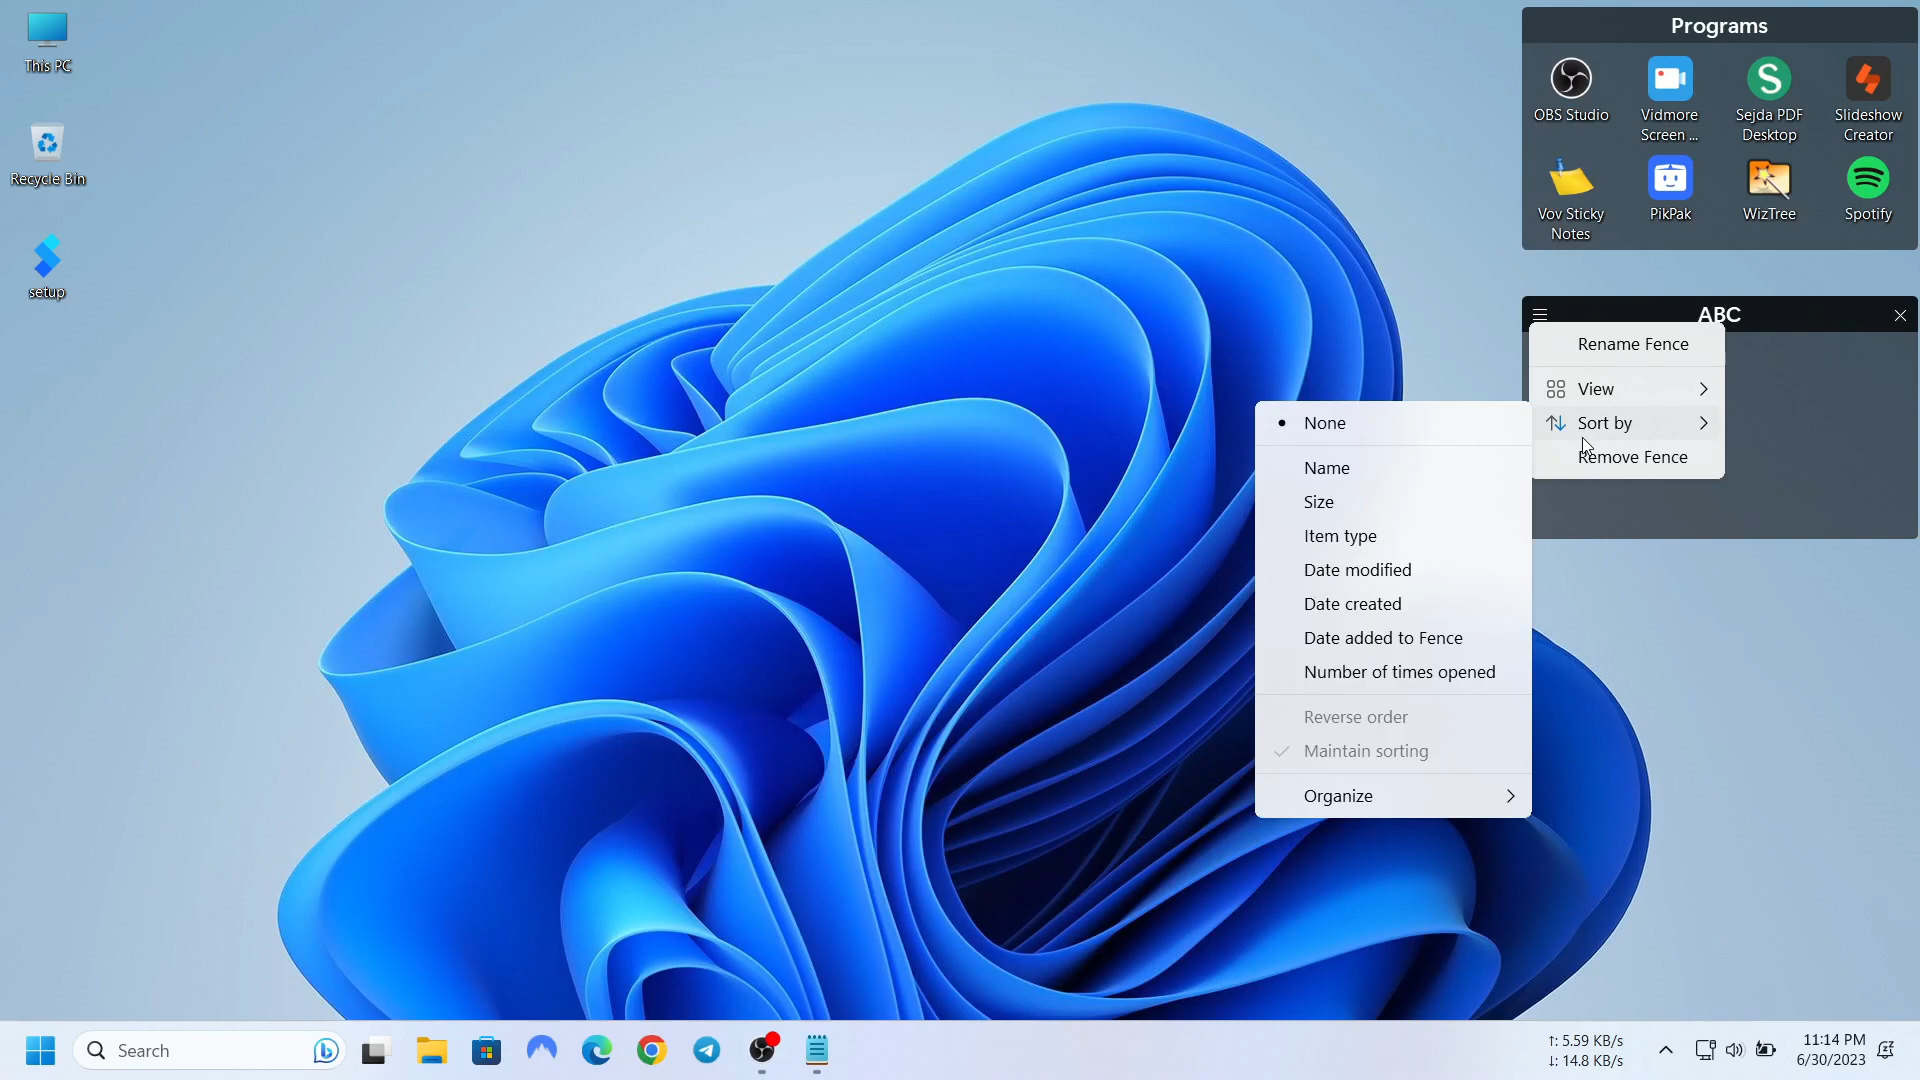 This PC
Recycle Bin
setup
Programs
OBS Studio
Vidmore
Screen ...
Sejda PDF
Desktop
Slideshow
Creator
Vov Sticky
Notes
PikPak
WizTree
Spotify
ABC
Rename Fence
View
Sort by
Remove Fence
None
Name
Size
Item type
Date modified
Date created
Date added to Fence
Number of times opened
Reverse order
Maintain sorting
Organize
Search
↑: 5.59 KB/s
↓: 14.8 KB/s
11:14 PM
6/30/2023